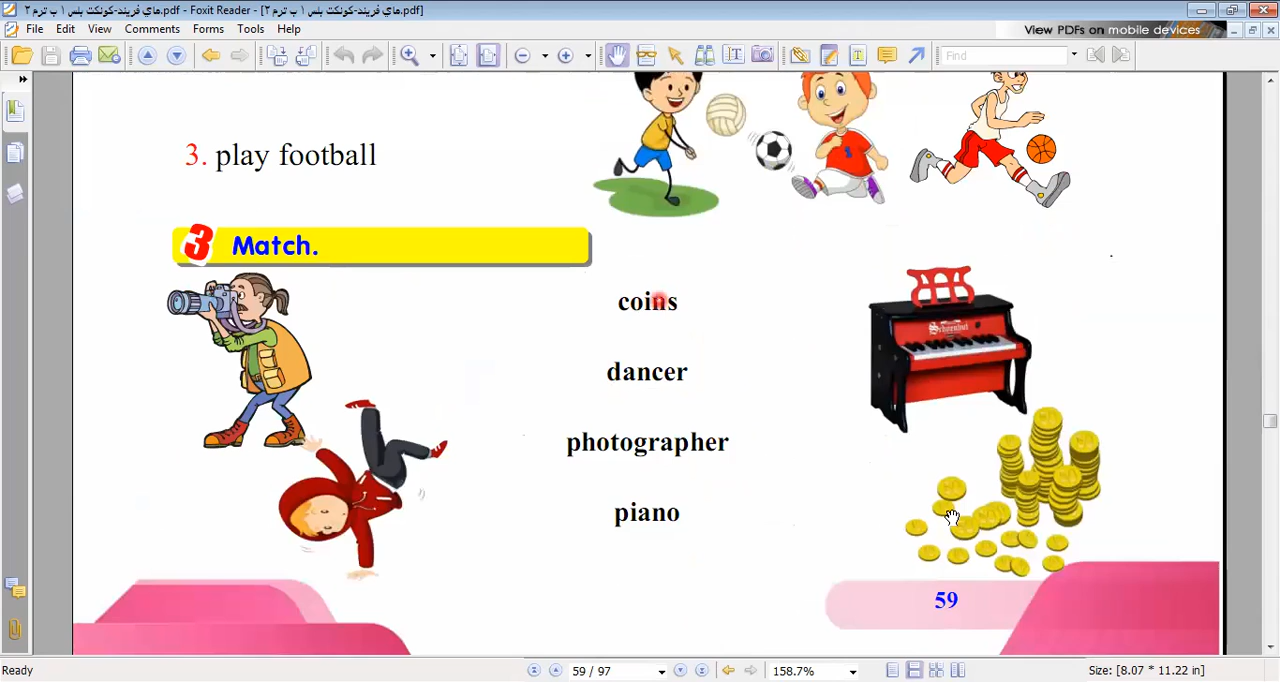 هاي فريند-كونكت بلس ١ ب ترم ٢.pdf - Foxit Reader - [هاي فريند-كونكت بلس ١ ب ترم ٢.pdf]
File Edit View Comments Forms Tools Help
View PDFs on mobile devices
Find
3. play football
3 Match.
coins
dancer
photographer
piano
59
Ready
59 / 97
158.7%
Size: [8.07 * 11.22 in]